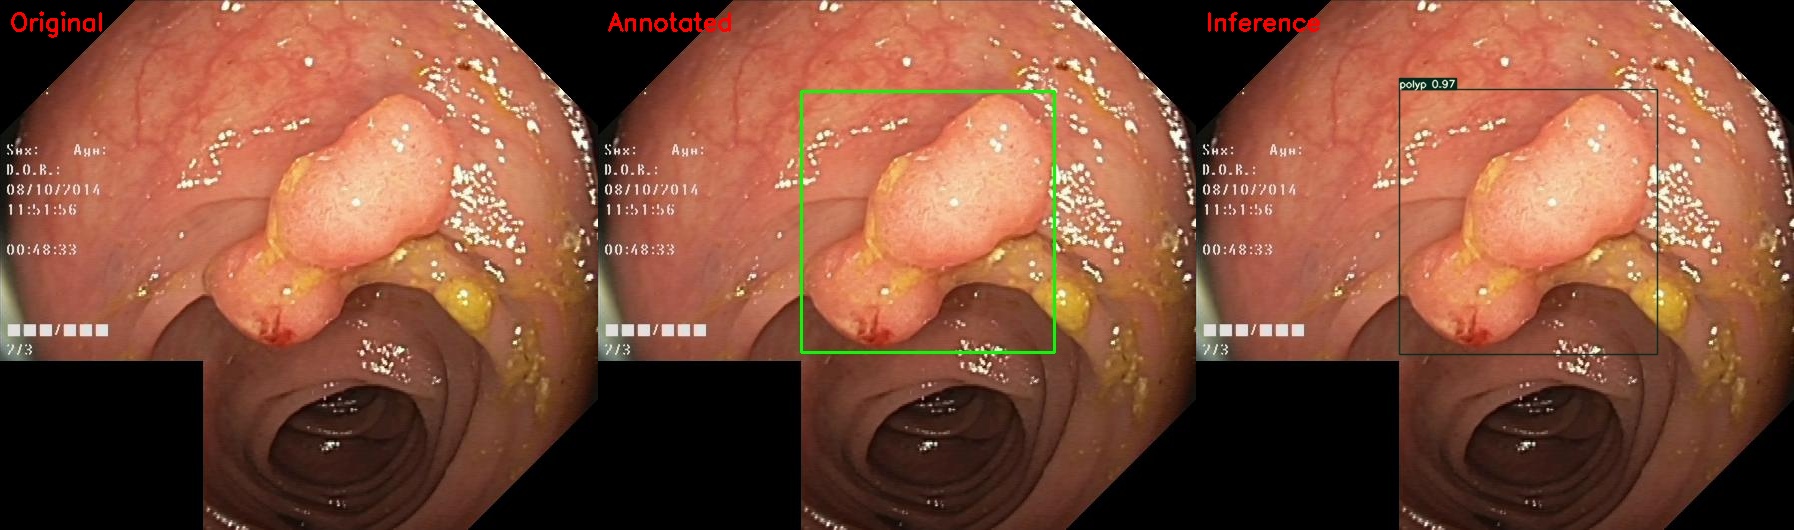 Original
Annotated
Inference
polyp 0.97
Sex: Age:
D.O.B.:
08/10/2014
11:51:56
00:48:33
■■■/■■■
2/3
Sex: Age:
D.O.B.:
08/10/2014
11:51:56
00:48:33
■■■/■■■
2/3
Sex: Age:
D.O.B.:
08/10/2014
11:51:56
00:48:33
■■■/■■■
2/3